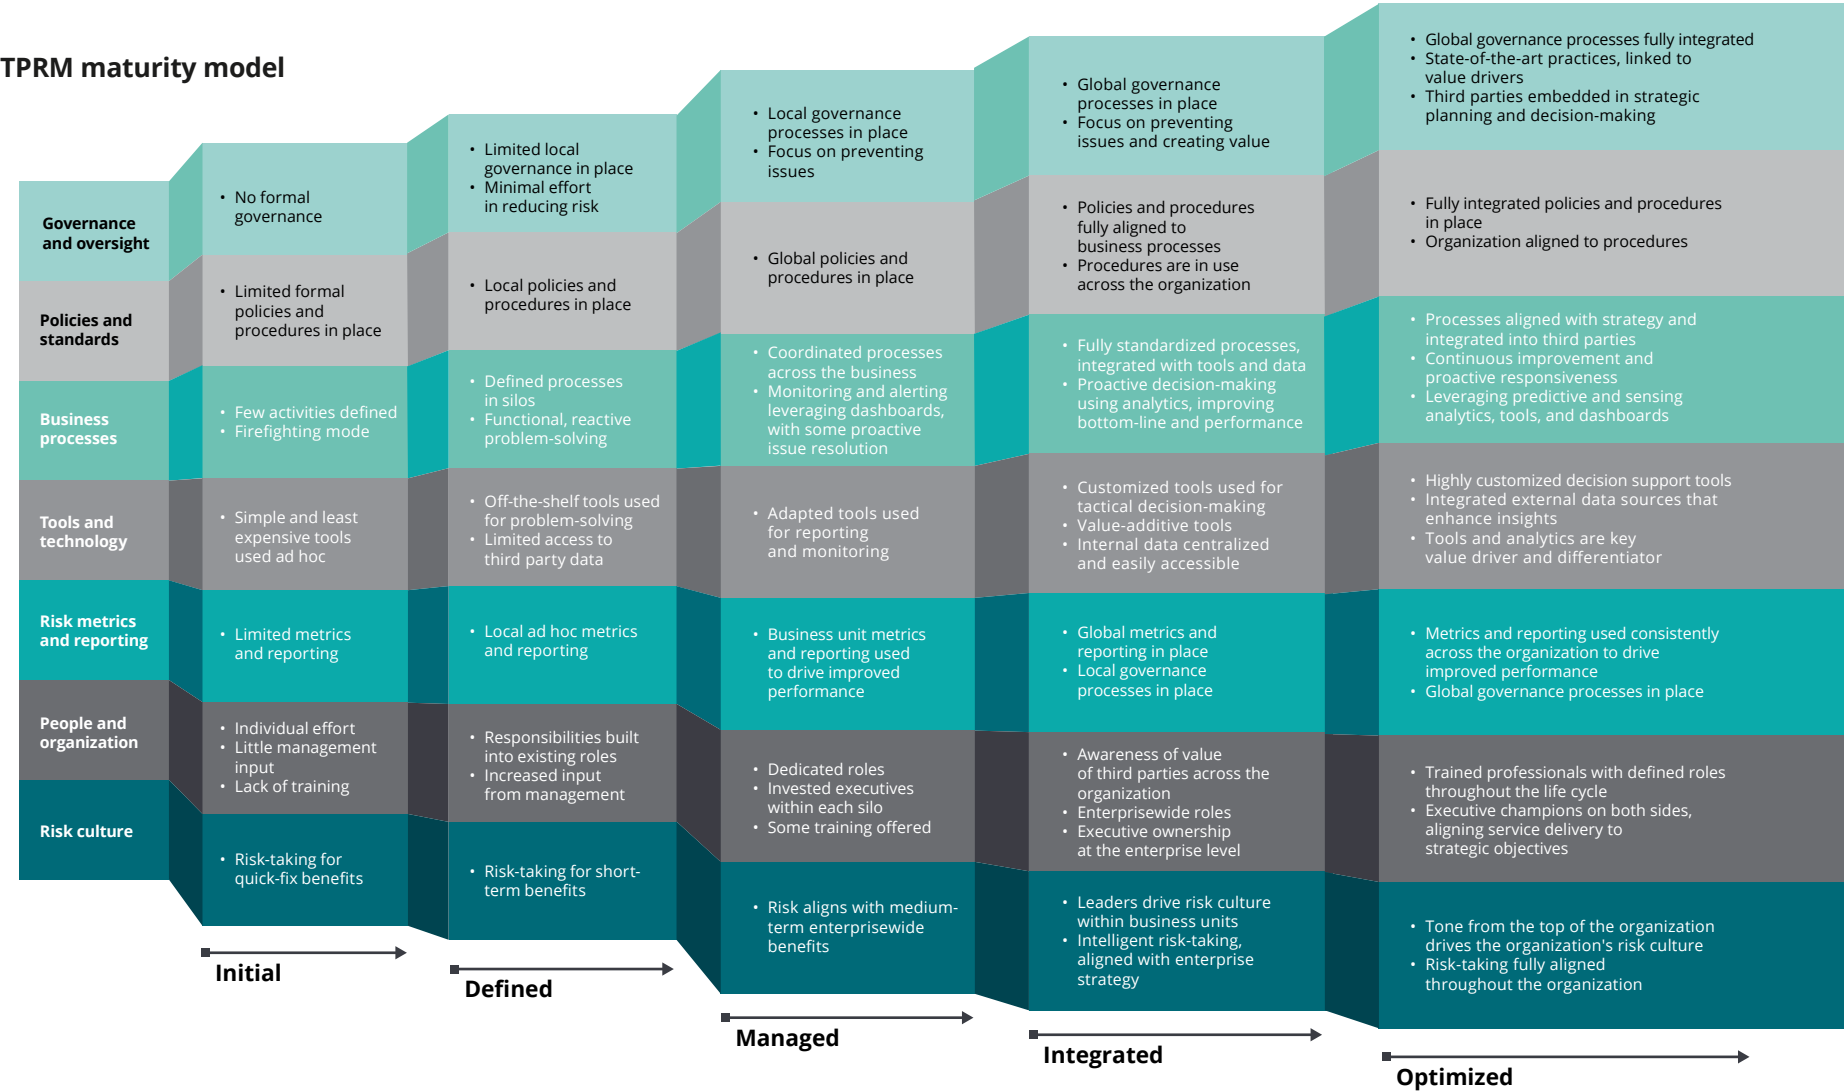 TPRM maturity model
Governance
and oversight
• No formal
governance
• Limited local
governance in place
• Minimal effort
in reducing risk
• Local governance
processes in place
• Focus on preventing
issues
• Global governance
processes in place
• Focus on preventing
issues and creating value
• Global governance processes fully integrated
• State-of-the-art practices, linked to
value drivers
• Third parties embedded in strategic
planning and decision-making
Policies and
standards
• Limited formal
policies and
procedures in place
• Local policies and
procedures in place
• Global policies and
procedures in place
• Policies and procedures
fully aligned to
business processes
• Procedures are in use
across the organization
• Fully integrated policies and procedures
in place
• Organization aligned to procedures
Business
processes
• Few activities defined
• Firefighting mode
• Defined processes
in silos
• Functional, reactive
problem-solving
• Coordinated processes
across the business
• Monitoring and alerting
leveraging dashboards,
with some proactive
issue resolution
• Fully standardized processes,
integrated with tools and data
• Proactive decision-making
using analytics, improving
bottom-line and performance
• Processes aligned with strategy and
integrated into third parties
• Continuous improvement and
proactive responsiveness
• Leveraging predictive and sensing
analytics, tools, and dashboards
Tools and
technology
• Simple and least
expensive tools
used ad hoc
• Off-the-shelf tools used
for problem-solving
• Limited access to
third party data
• Adapted tools used
for reporting
and monitoring
• Customized tools used for
tactical decision-making
• Value-additive tools
• Internal data centralized
and easily accessible
• Highly customized decision support tools
• Integrated external data sources that
enhance insights
• Tools and analytics are key
value driver and differentiator
Risk metrics
and reporting
• Limited metrics
and reporting
• Local ad hoc metrics
and reporting
• Business unit metrics
and reporting used
to drive improved
performance
• Global metrics and
reporting in place
• Local governance
processes in place
• Metrics and reporting used consistently
across the organization to drive
improved performance
• Global governance processes in place
People and
organization
• Individual effort
• Little management
input
• Lack of training
• Responsibilities built
into existing roles
• Increased input
from management
• Dedicated roles
• Invested executives
within each silo
• Some training offered
• Awareness of value
of third parties across the
organization
• Enterprisewide roles
• Executive ownership
at the enterprise level
• Trained professionals with defined roles
throughout the life cycle
• Executive champions on both sides,
aligning service delivery to
strategic objectives
Risk culture
• Risk-taking for
quick-fix benefits
• Risk-taking for short-
term benefits
• Risk aligns with medium-
term enterprisewide
benefits
• Leaders drive risk culture
within business units
• Intelligent risk-taking,
aligned with enterprise
strategy
• Tone from the top of the organization
drives the organization's risk culture
• Risk-taking fully aligned
throughout the organization
Initial
Defined
Managed
Integrated
Optimized